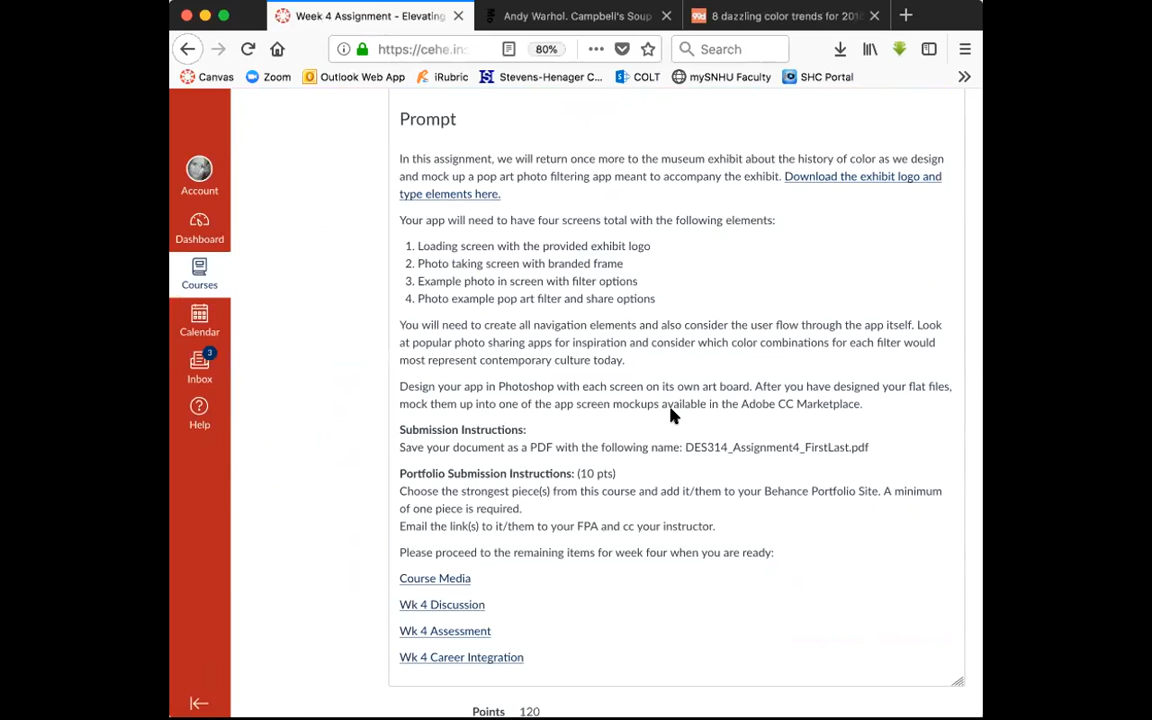 Week 4 Assignment - Elevating
Andy Warhol. Campbell's Soup
99d 8 dazzling color trends for 2018
https://cehe.in
80%
Search
Canvas
Zoom
Outlook Web App
iRubric
Stevens-Henager C...
COLT
mySNHU Faculty
SHC Portal
Account
Dashboard
Courses
Calendar
3
Inbox
Help
Prompt
In this assignment, we will return once more to the museum exhibit about the history of color as we design
and mock up a pop art photo filtering app meant to accompany the exhibit. Download the exhibit logo and
type elements here.
Your app will need to have four screens total with the following elements:
1. Loading screen with the provided exhibit logo
2. Photo taking screen with branded frame
3. Example photo in screen with filter options
4. Photo example pop art filter and share options
You will need to create all navigation elements and also consider the user flow through the app itself. Look
at popular photo sharing apps for inspiration and consider which color combinations for each filter would
most represent contemporary culture today.
Design your app in Photoshop with each screen on its own art board. After you have designed your flat files,
mock them up into one of the app screen mockups available in the Adobe CC Marketplace.
Submission Instructions:
Save your document as a PDF with the following name: DES314_Assignment4_FirstLast.pdf
Portfolio Submission Instructions: (10 pts)
Choose the strongest piece(s) from this course and add it/them to your Behance Portfolio Site. A minimum
of one piece is required.
Email the link(s) to it/them to your FPA and cc your instructor.
Please proceed to the remaining items for week four when you are ready:
Course Media
Wk 4 Discussion
Wk 4 Assessment
Wk 4 Career Integration
Points 120